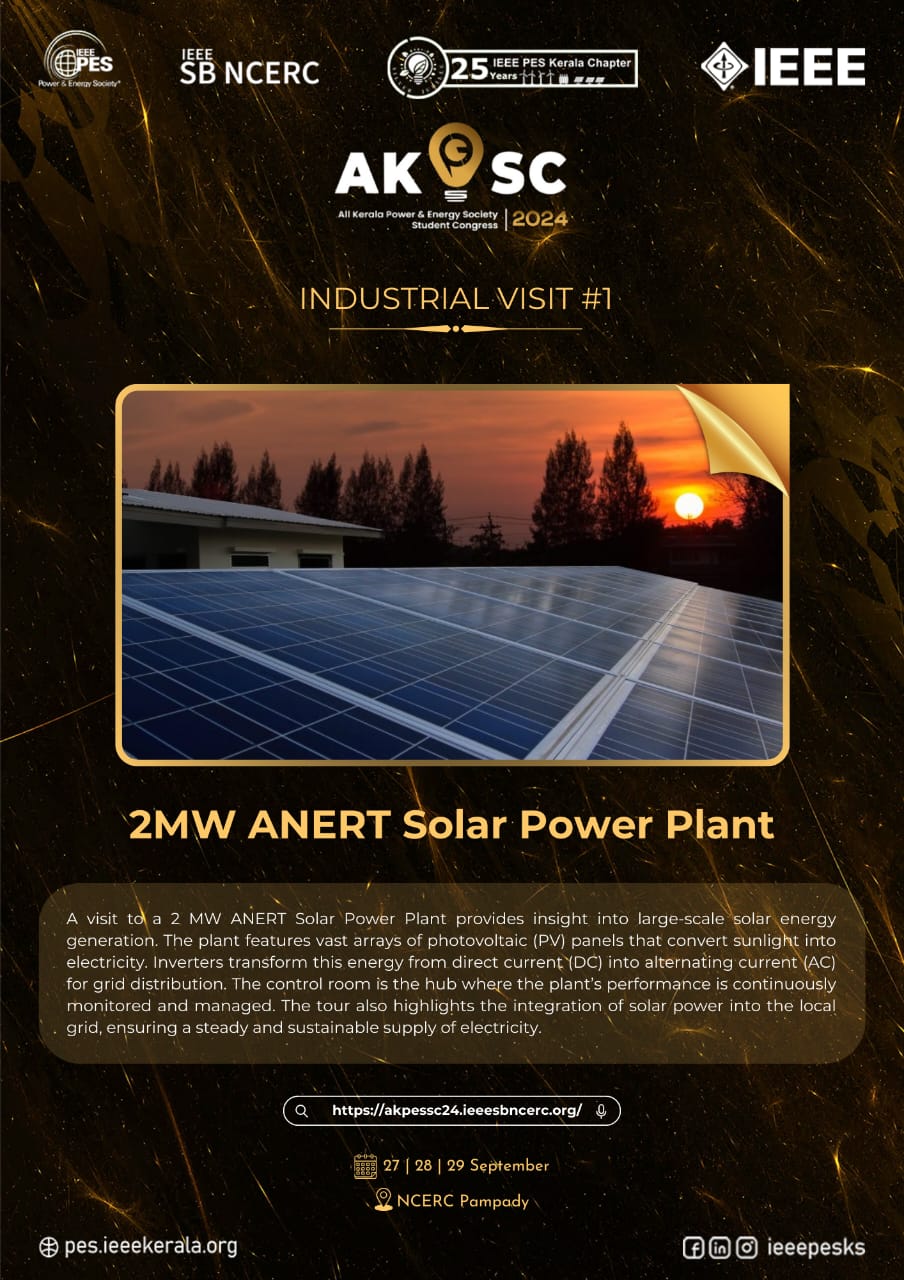 IEEE
PES
Power & Energy Society®
IEEE
SB NCERC
25 Years
IEEE PES Kerala Chapter
IEEE
AK SC
All Kerala Power & Energy Society
Student Congress
2024
INDUSTRIAL VISIT #1
2MW ANERT Solar Power Plant
A visit to a 2 MW ANERT Solar Power Plant provides insight into large-scale solar energy
generation. The plant features vast arrays of photovoltaic (PV) panels that convert sunlight into
electricity. Inverters transform this energy from direct current (DC) into alternating current (AC)
for grid distribution. The control room is the hub where the plant's performance is continuously
monitored and managed. The tour also highlights the integration of solar power into the local
grid, ensuring a steady and sustainable supply of electricity.
https://akpessc24.ieeesbncerc.org/
27 | 28 | 29 September
NCERC Pampady
pes.ieeekerala.org
ieeepesks